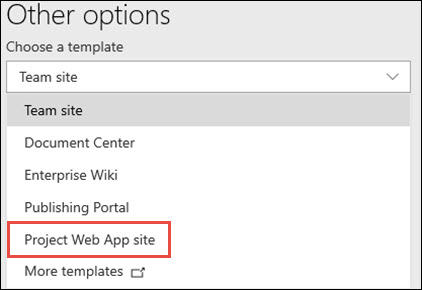 Other options
Choose a template
Team site
Team site
Document Center
Enterprise Wiki
Publishing Portal
Project Web App site
More templates